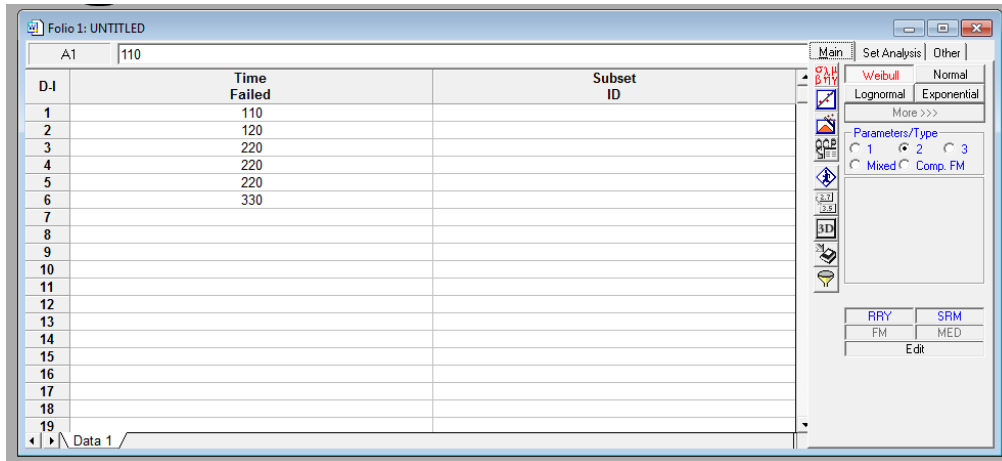 Folio 1: UNTITLED
A1 110
Main Set Analysis Other
D-I Time Failed Subset ID
1 110
2 120
3 220
4 220
5 220
6 330
7
8
9
10
11
12
13
14
15
16
17
18
19
Data 1
σλμ
βηγ
Weibull Normal
Lognormal Exponential
More >>>
Parameters/Type
1 2 3
Mixed Comp. FM
QCP
3D
RRY SRM
FM MED
Edit